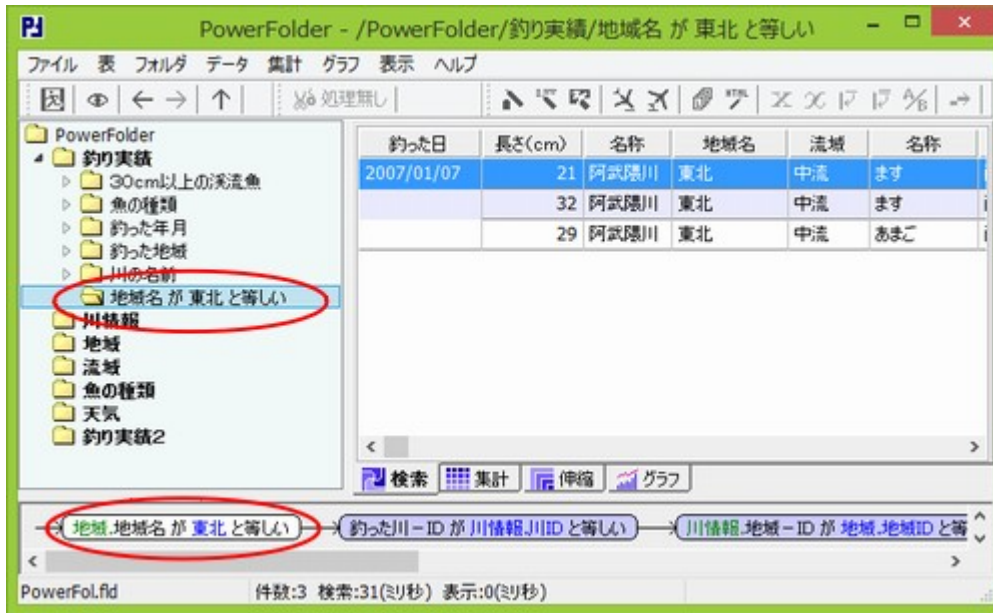 PowerFolder - /PowerFolder/釣り実績/地域名 が 東北 と等しい
ファイル 表 フォルダ データ 集計 グラフ 表示 ヘルプ
処理無し
PowerFolder
釣り実績
30cm以上の渓流魚
魚の種類
釣った年月
釣った地域
川の名前
地域名 が 東北 と等しい
川情報
地域
流域
魚の種類
天気
釣り実績2
釣った日 長さ(cm) 名称 地域名 流域 名称
2007/01/07 21 阿武隈川 東北 中流 ます
32 阿武隈川 東北 中流 ます
29 阿武隈川 東北 中流 あまご
検索 集計 伸縮 グラフ
地域.地域名 が 東北 と等しい 釣った川-ID が 川情報.川ID と等しい 川情報.地域-ID が 地域.地域ID と等
PowerFol.fld 件数:3 検索:31(ミリ秒) 表示:0(ミリ秒)